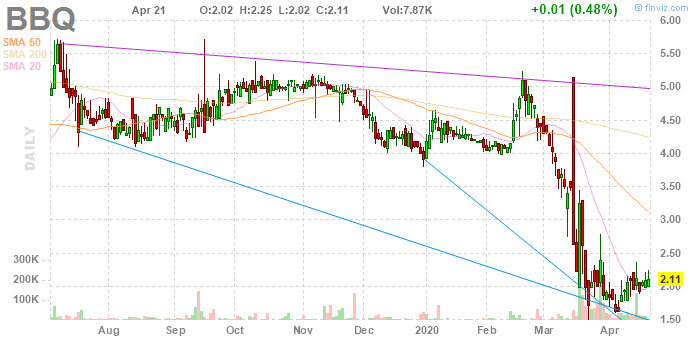 BBQ
Apr 21 O:2.02 H:2.25 L:2.02 C:2.11 Vol:7.87K +0.01 (0.48%)
© finviz.com
SMA 50
SMA 200
SMA 20
DAILY
6.00
5.50
5.00
4.50
4.00
3.50
3.00
2.50
2.11
2.00
1.50
300K
200K
100K
Aug Sep Oct Nov Dec 2020 Feb Mar Apr